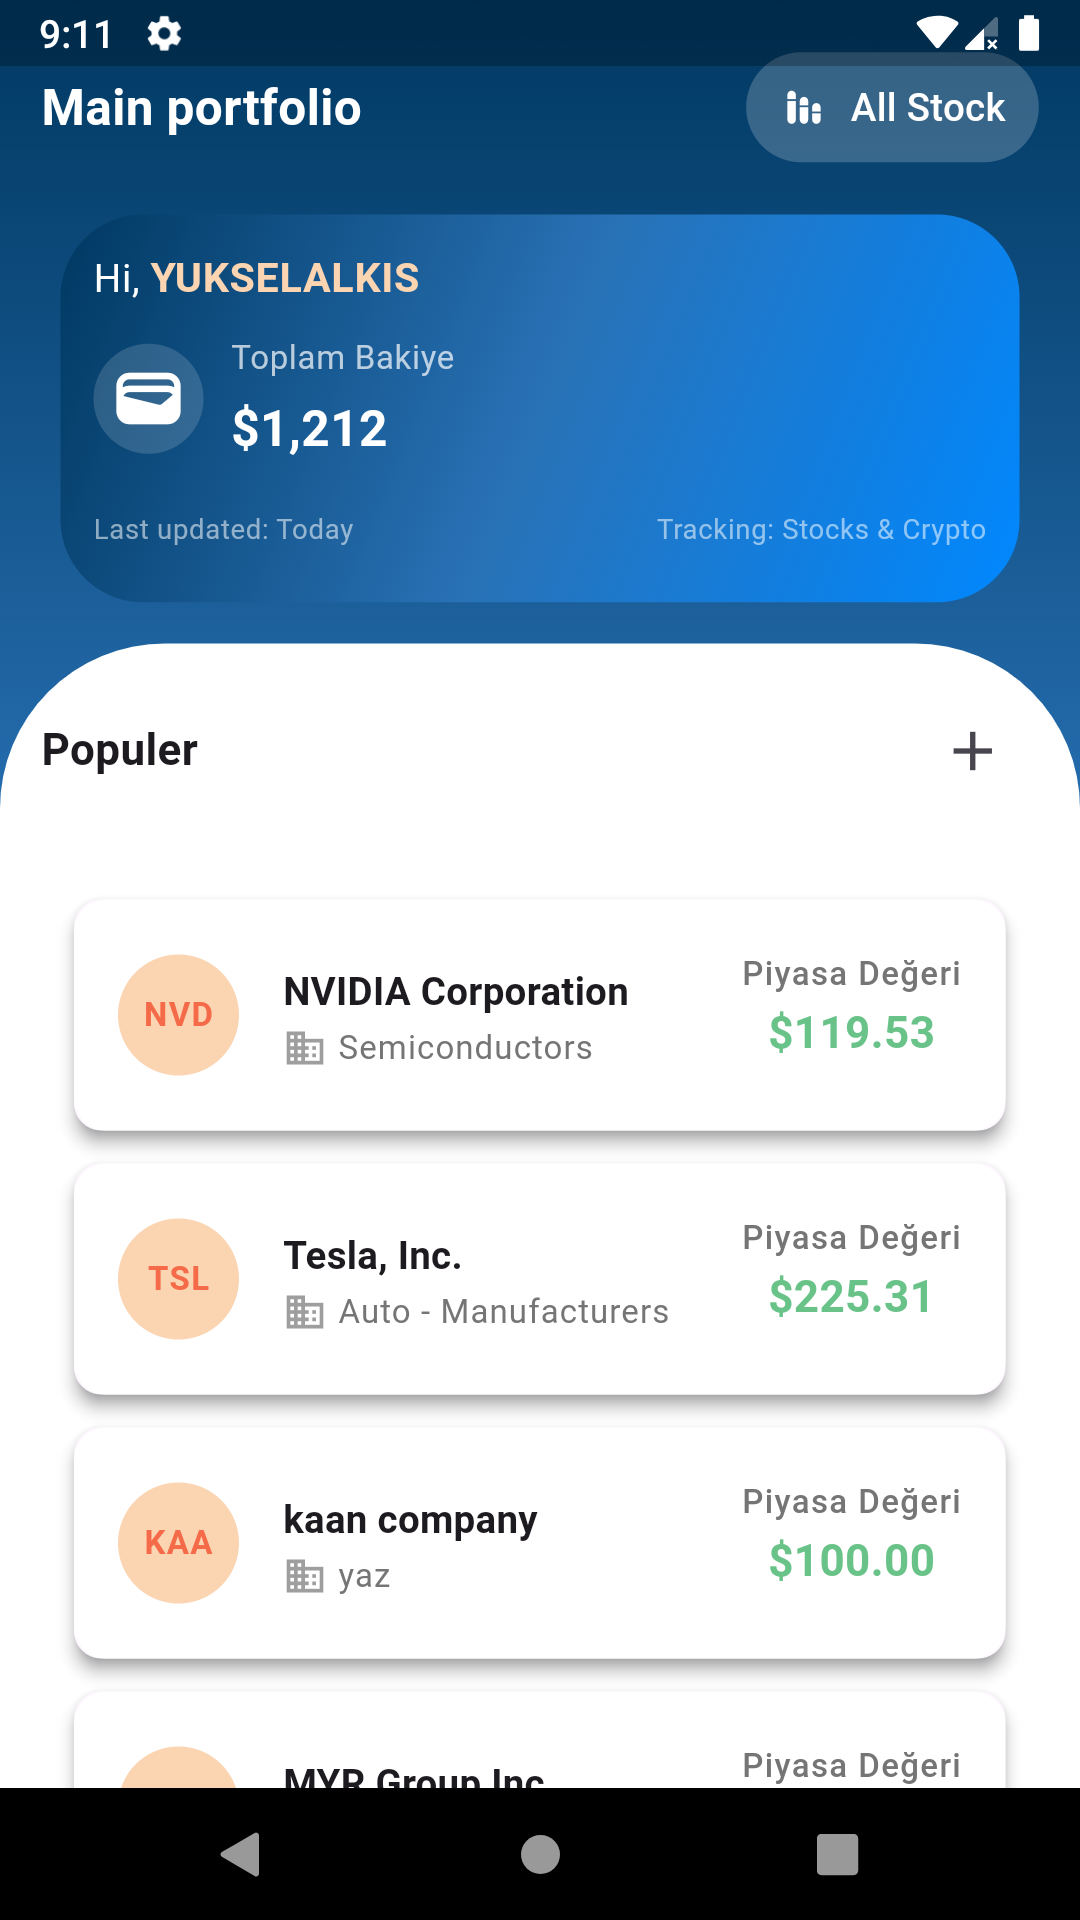 9:11
Main portfolio
All Stock
Hi, YUKSELALKIS
Toplam Bakiye
$1,212
Last updated: Today
Tracking: Stocks & Crypto
Populer
NVD
NVIDIA Corporation
Semiconductors
Piyasa Değeri
$119.53
TSL
Tesla, Inc.
Auto - Manufacturers
Piyasa Değeri
$225.31
KAA
kaan company
yaz
Piyasa Değeri
$100.00
MYR Group Inc
Piyasa Değeri